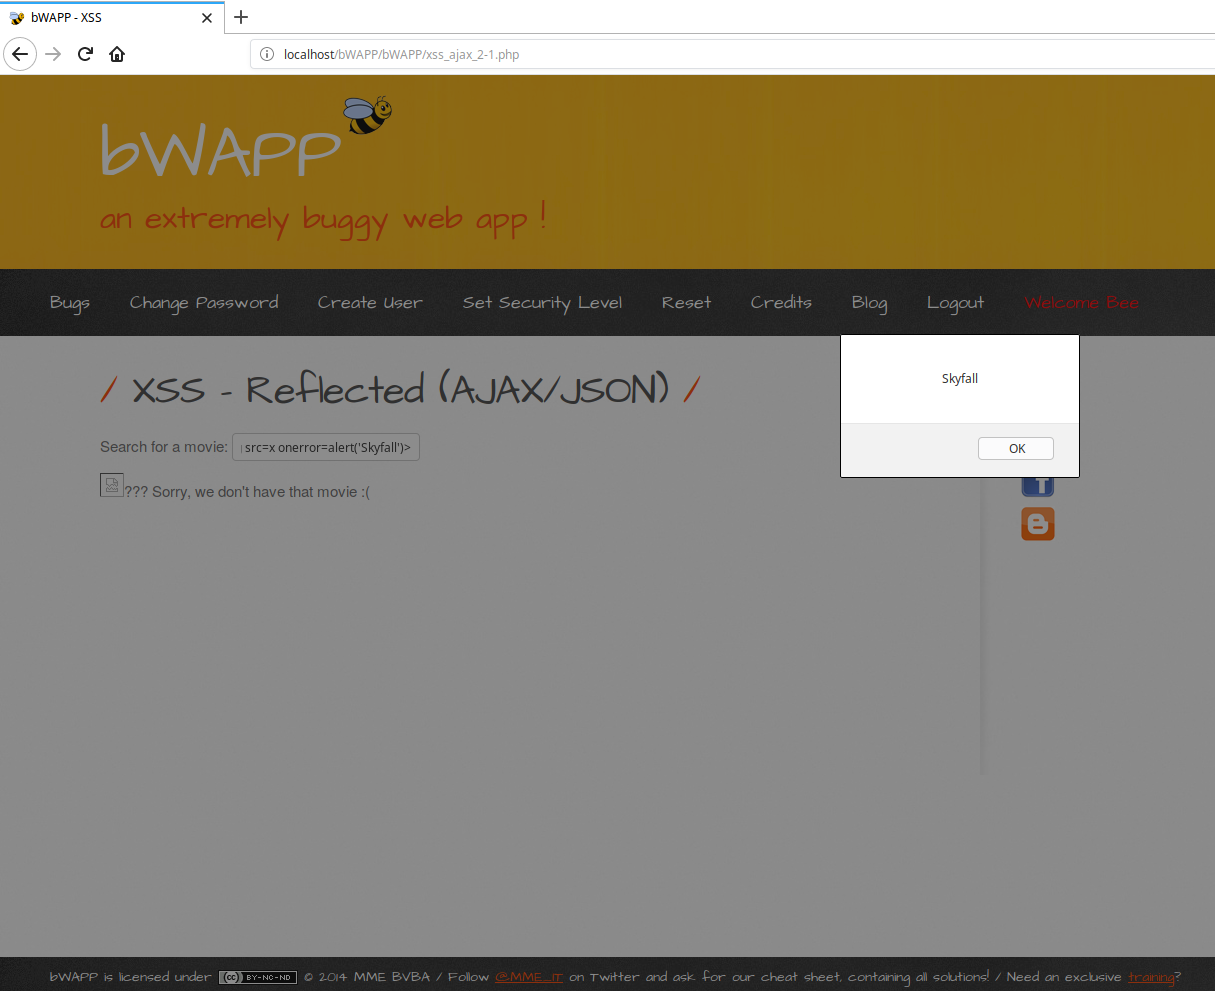 bWAPP - XSS
localhost/bWAPP/bWAPP/xss_ajax_2-1.php
bWAPP
an extremely buggy web app !
Bugs Change Password Create User Set Security Level Reset Credits Blog Logout Welcome Bee
Skyfall
OK
/ XSS - Reflected (AJAX/JSON) /
Search for a movie: src=x onerror=alert('Skyfall')>
??? Sorry, we don't have that movie :(
bWAPP is licensed under cc BY-NC-ND © 2014 MME BVBA / Follow @MME_IT on Twitter and ask for our cheat sheet, containing all solutions! / Need an exclusive training?